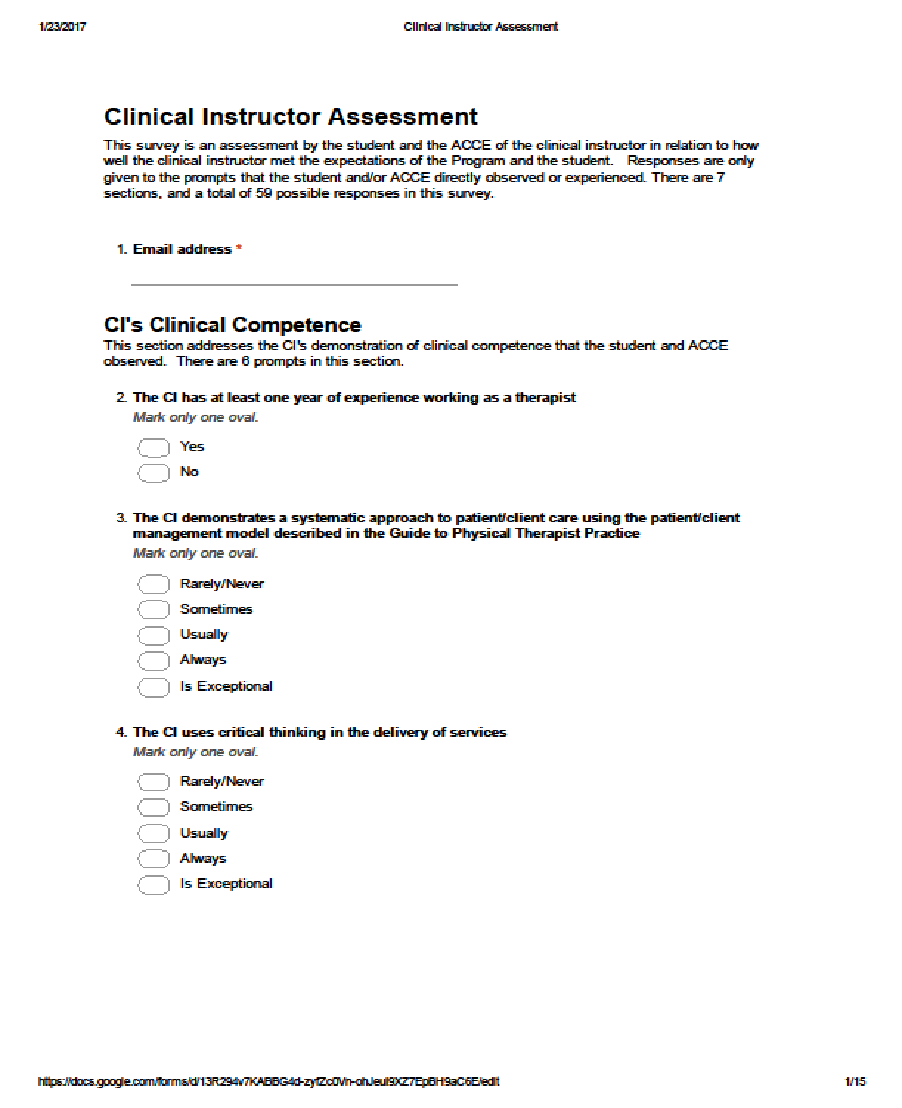 1/23/2017 Clinical Instructor Assessment
Clinical Instructor Assessment
This survey is an assessment by the student and the ACCE of the clinical instructor in relation to how
well the clinical instructor met the expectations of the Program and the student.   Responses are only
given to the prompts that the student and/or ACCE directly observed or experienced. There are 7
sections, and a total of 59 possible responses in this survey.
1. Email address *
CI's Clinical Competence
This section addresses the CI's demonstration of clinical competence that the student and ACCE
observed.  There are 6 prompts in this section.
2. The CI has at least one year of experience working as a therapist
Mark only one oval.
Yes
No
3. The CI demonstrates a systematic approach to patient/client care using the patient/client
management model described in the Guide to Physical Therapist Practice
Mark only one oval.
Rarely/Never
Sometimes
Usually
Always
Is Exceptional
4. The CI uses critical thinking in the delivery of services
Mark only one oval.
Rarely/Never
Sometimes
Usually
Always
Is Exceptional
1/15